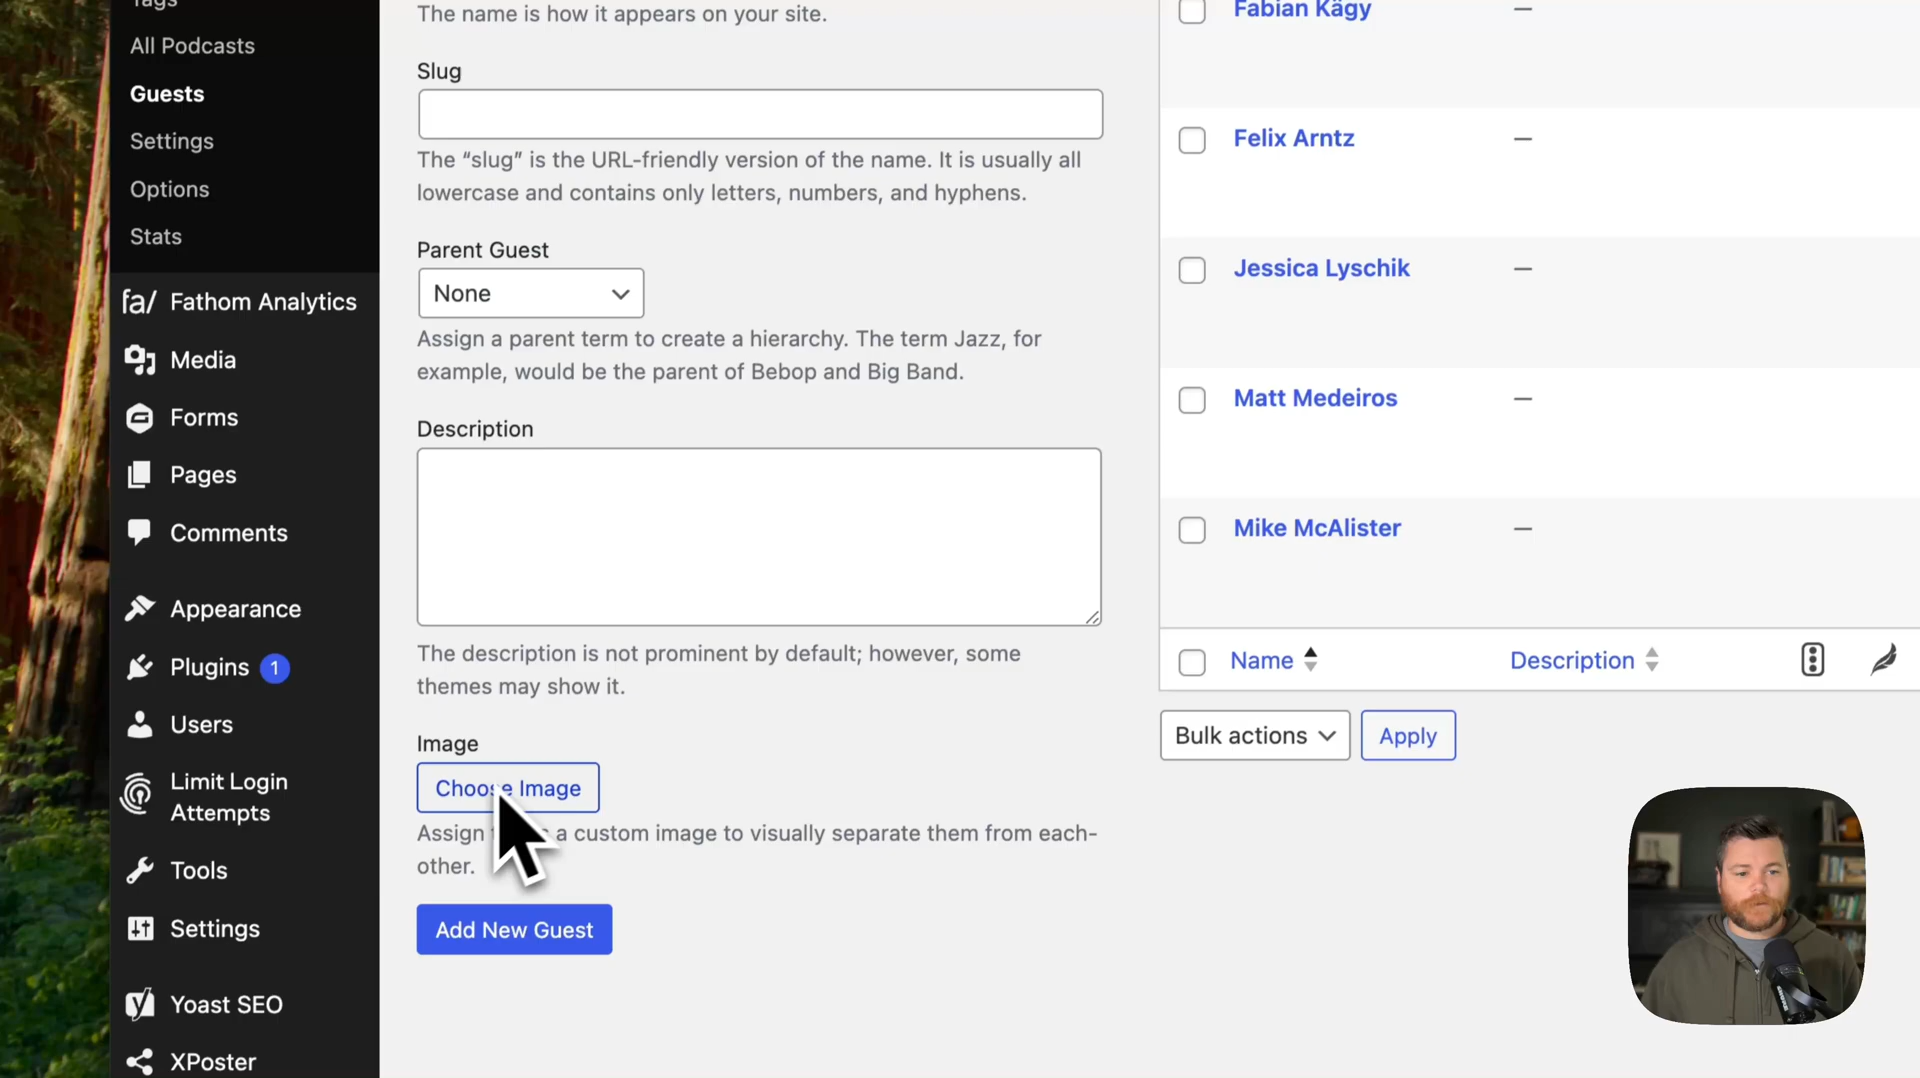 Tags
All Podcasts
Guests
Settings
Options
Stats
fa/ Fathom Analytics
Media
Forms
Pages
Comments
Appearance
Plugins 1
Users
Limit Login
Attempts
Tools
Settings
Yoast SEO
XPoster
The name is how it appears on your site.
Slug
The “slug” is the URL-friendly version of the name. It is usually all
lowercase and contains only letters, numbers, and hyphens.
Parent Guest
None
Assign a parent term to create a hierarchy. The term Jazz, for
example, would be the parent of Bebop and Big Band.
Description
The description is not prominent by default; however, some
themes may show it.
Image
Choose Image
Assign a custom image to visually separate them from each-
other.
Add New Guest
Fabian Kägy —
Felix Arntz —
Jessica Lyschik —
Matt Medeiros —
Mike McAlister —
Name Description
Bulk actions Apply